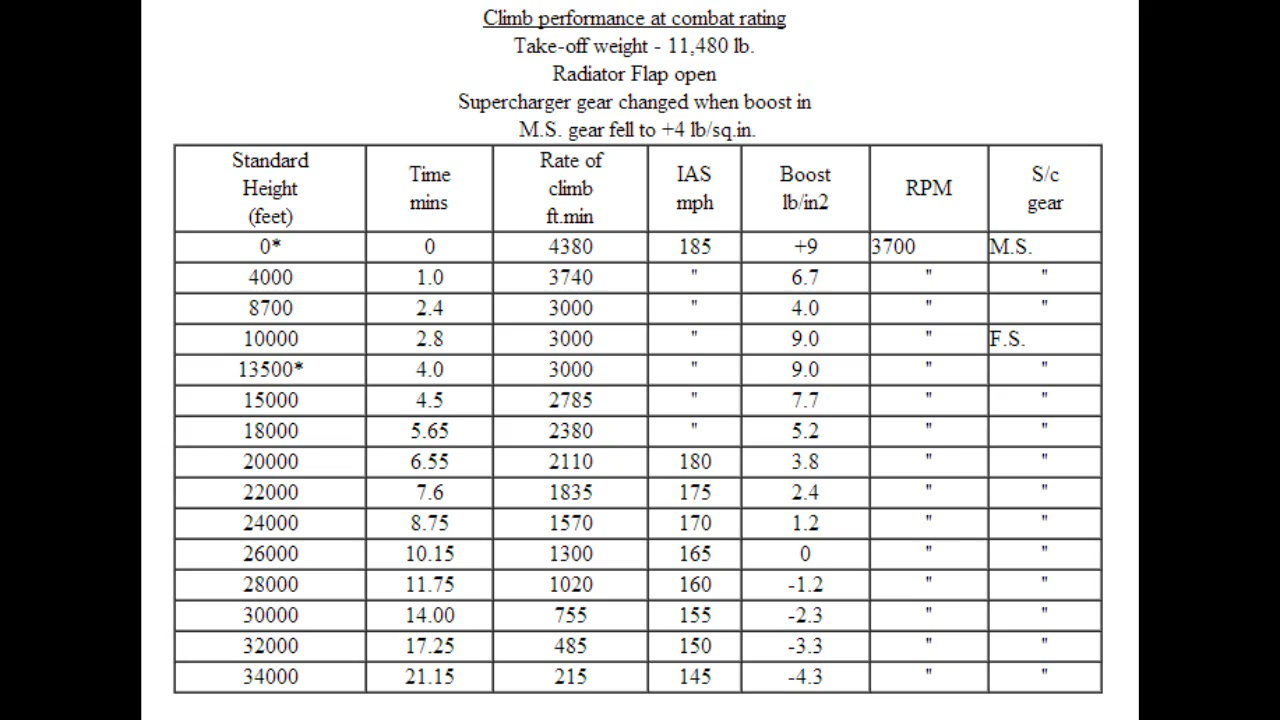 Climb performance at combat rating
Take-off weight - 11,480 lb.
Radiator Flap open
Supercharger gear changed when boost in
M.S. gear fell to +4 lb/sq.in.
Standard Height (feet) Time mins Rate of climb ft.min IAS mph Boost lb/in2 RPM S/c gear
0* 0 4380 185 +9 3700 M.S.
4000 1.0 3740 " 6.7 " "
8700 2.4 3000 " 4.0 " "
10000 2.8 3000 " 9.0 " F.S.
13500* 4.0 3000 " 9.0 " "
15000 4.5 2785 " 7.7 " "
18000 5.65 2380 " 5.2 " "
20000 6.55 2110 180 3.8 " "
22000 7.6 1835 175 2.4 " "
24000 8.75 1570 170 1.2 " "
26000 10.15 1300 165 0 " "
28000 11.75 1020 160 -1.2 " "
30000 14.00 755 155 -2.3 " "
32000 17.25 485 150 -3.3 " "
34000 21.15 215 145 -4.3 " "